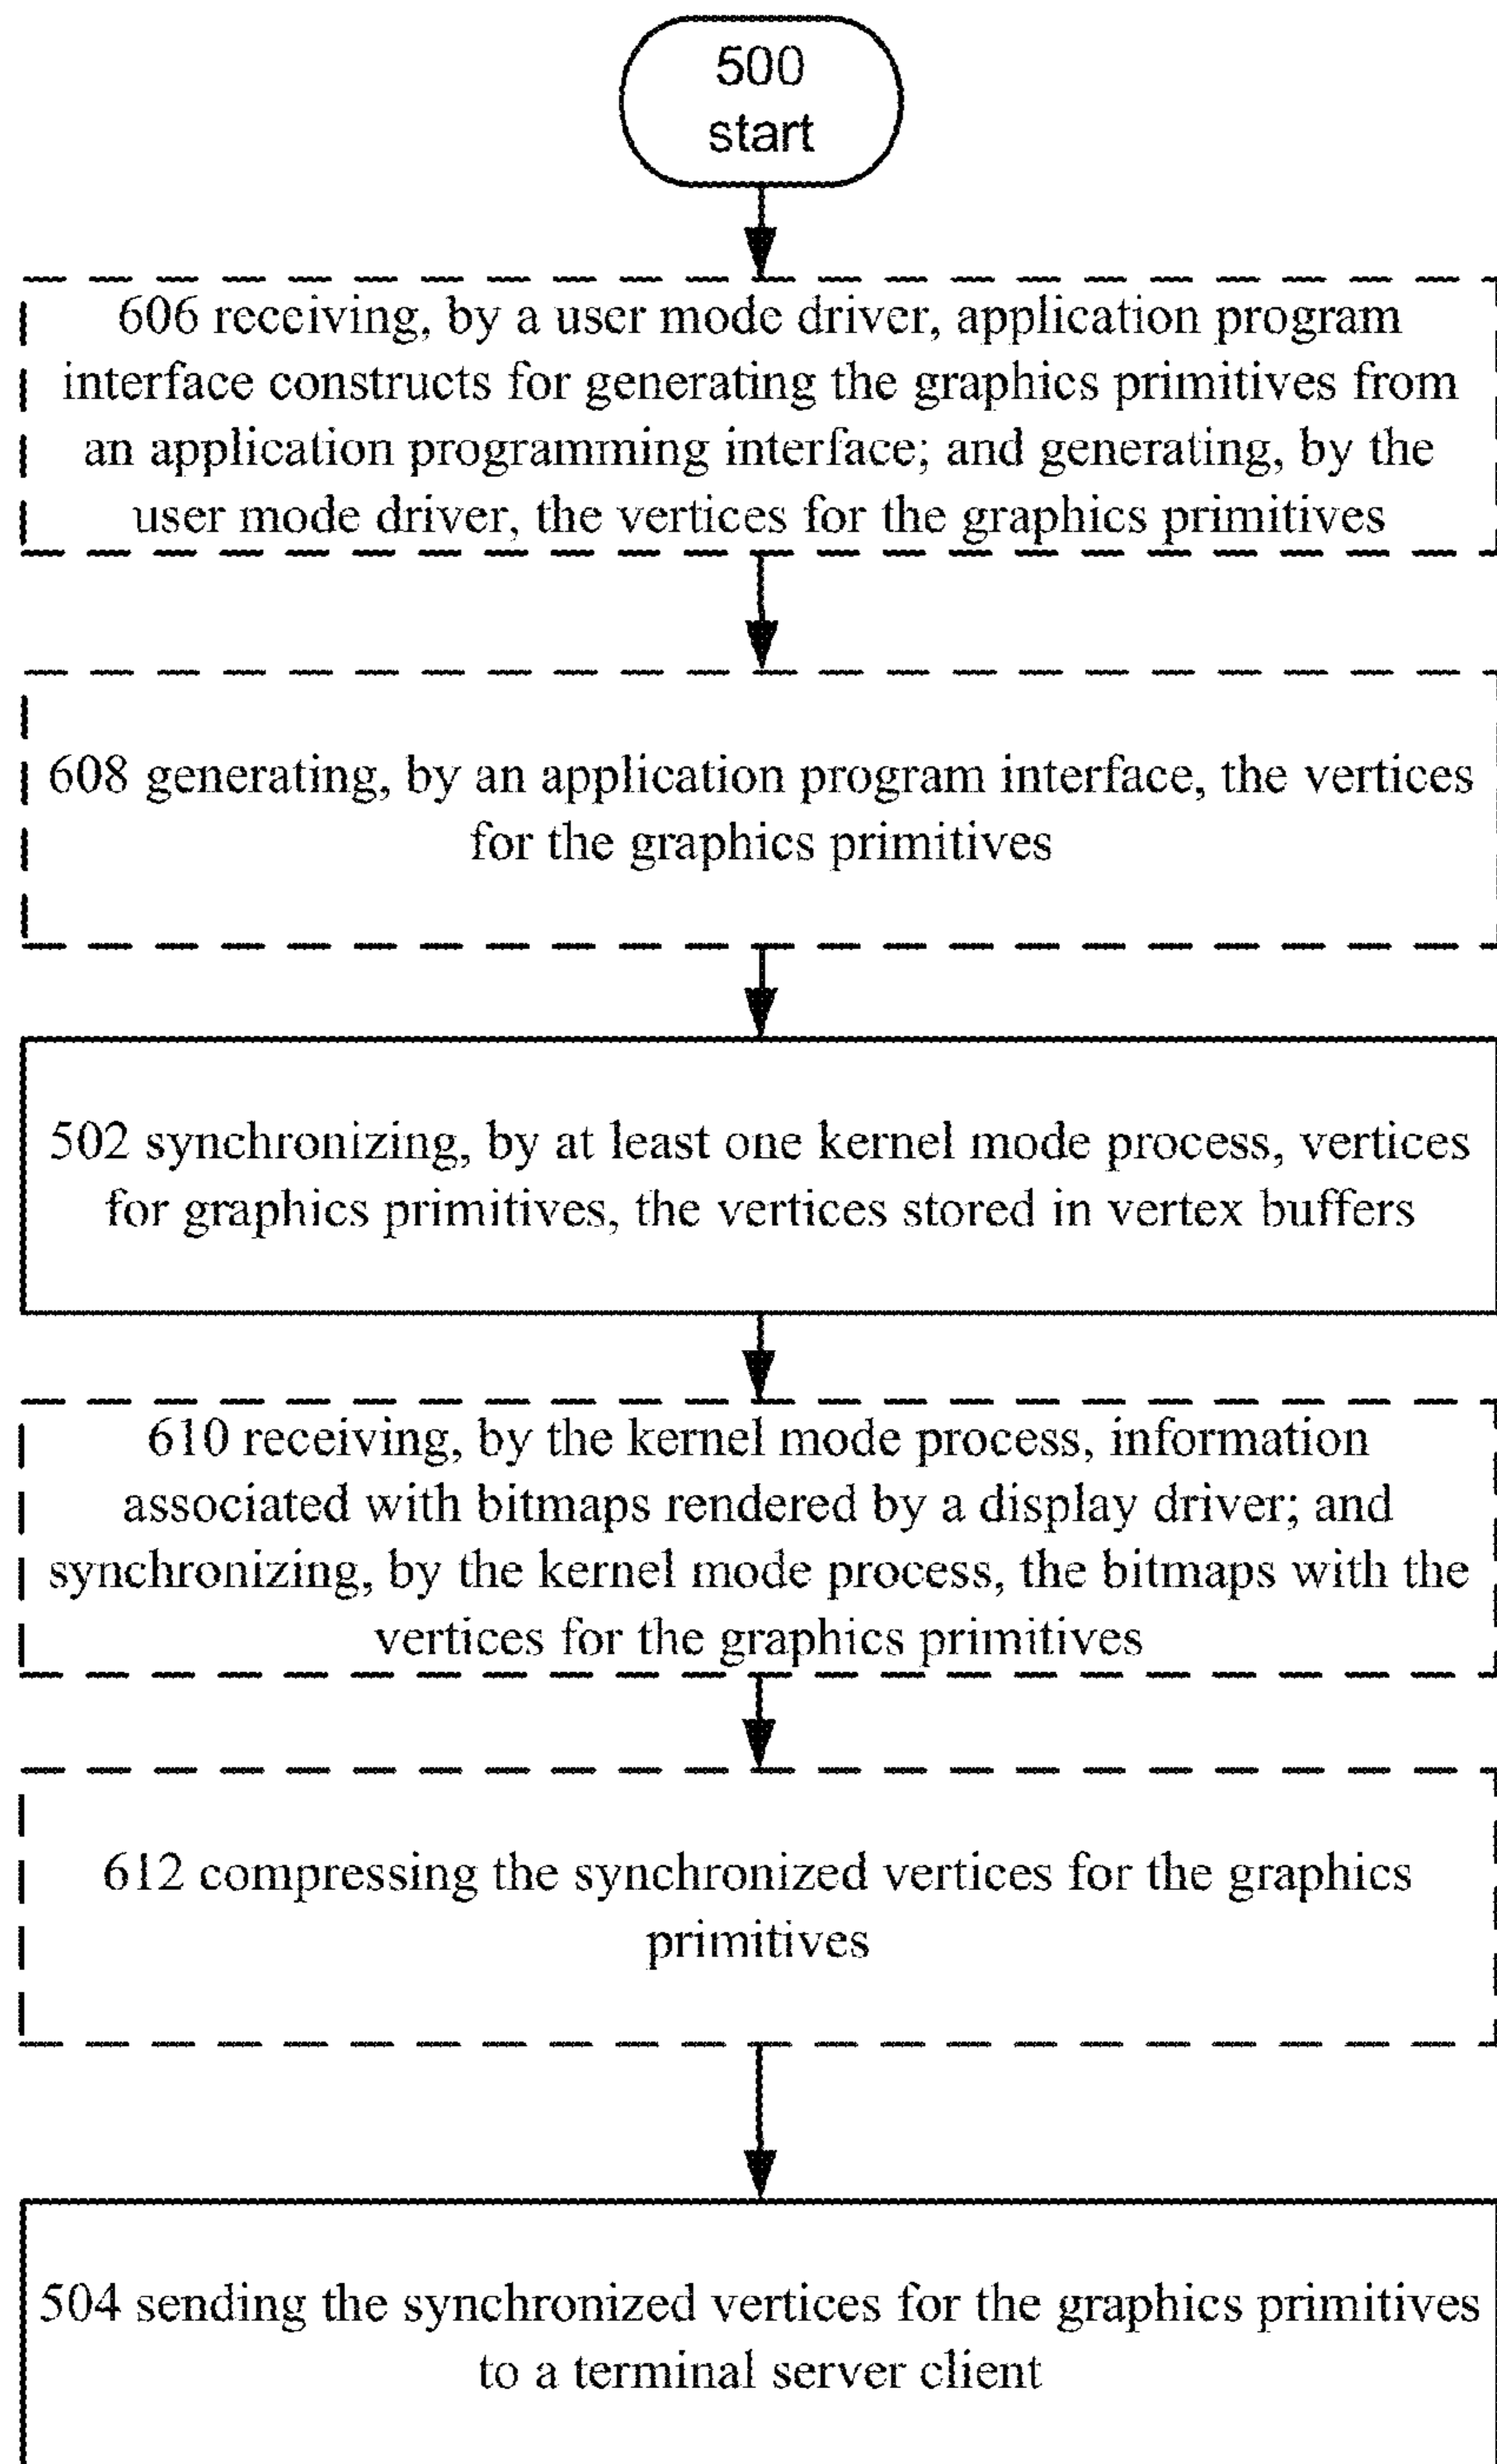 500
start
606 receiving, by a user mode driver, application program
interface constructs for generating the graphics primitives from
an application programming interface; and generating, by the
user mode driver, the vertices for the graphics primitives
608 generating, by an application program interface, the vertices
for the graphics primitives
502 synchronizing, by at least one kernel mode process, vertices
for graphics primitives, the vertices stored in vertex buffers
610 receiving, by the kernel mode process, information
associated with bitmaps rendered by a display driver; and
synchronizing, by the kernel mode process, the bitmaps with the
vertices for the graphics primitives
612 compressing the synchronized vertices for the graphics
primitives
504 sending the synchronized vertices for the graphics primitives
to a terminal server client